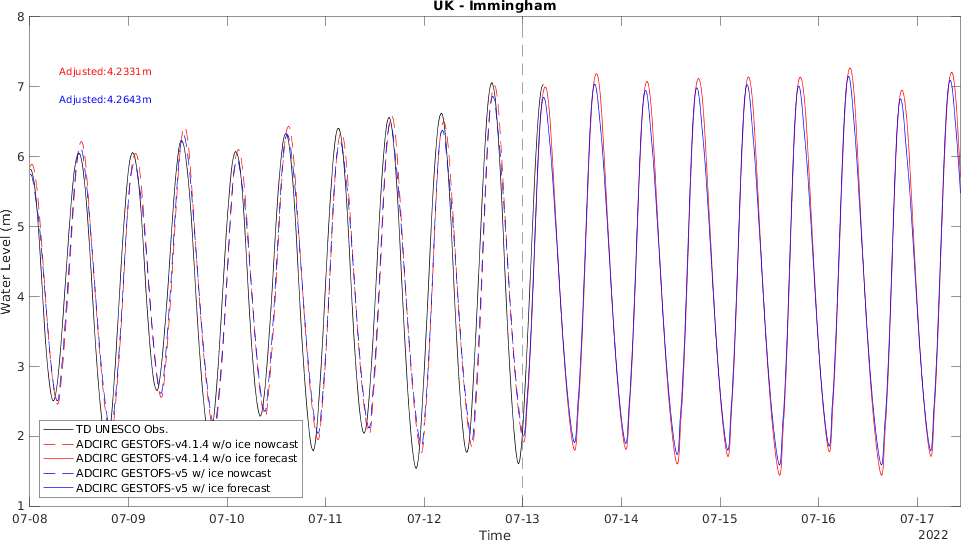 UK - Immingham
8
7
6
5
4
3
2
1
Water Level (m)
Adjusted:4.2331m
Adjusted:4.2643m
TD UNESCO Obs.
ADCIRC GESTOFS-v4.1.4 w/o ice nowcast
ADCIRC GESTOFS-v4.1.4 w/o ice forecast
ADCIRC GESTOFS-v5 w/ ice nowcast
ADCIRC GESTOFS-v5 w/ ice forecast
07-08 07-09 07-10 07-11 07-12 07-13 07-14 07-15 07-16 07-17
Time
2022